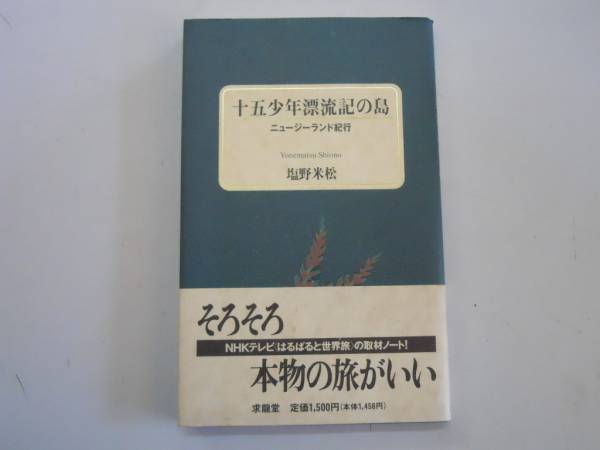 十五少年漂流記の島
ニュージーランド紀行
Yonematsu Shiono
塩野米松
そろそろ
NHKテレビ〈はるばると世界旅〉の取材ノート!
本物の旅がいい
求龍堂 定価1,500円(本体1,456円)